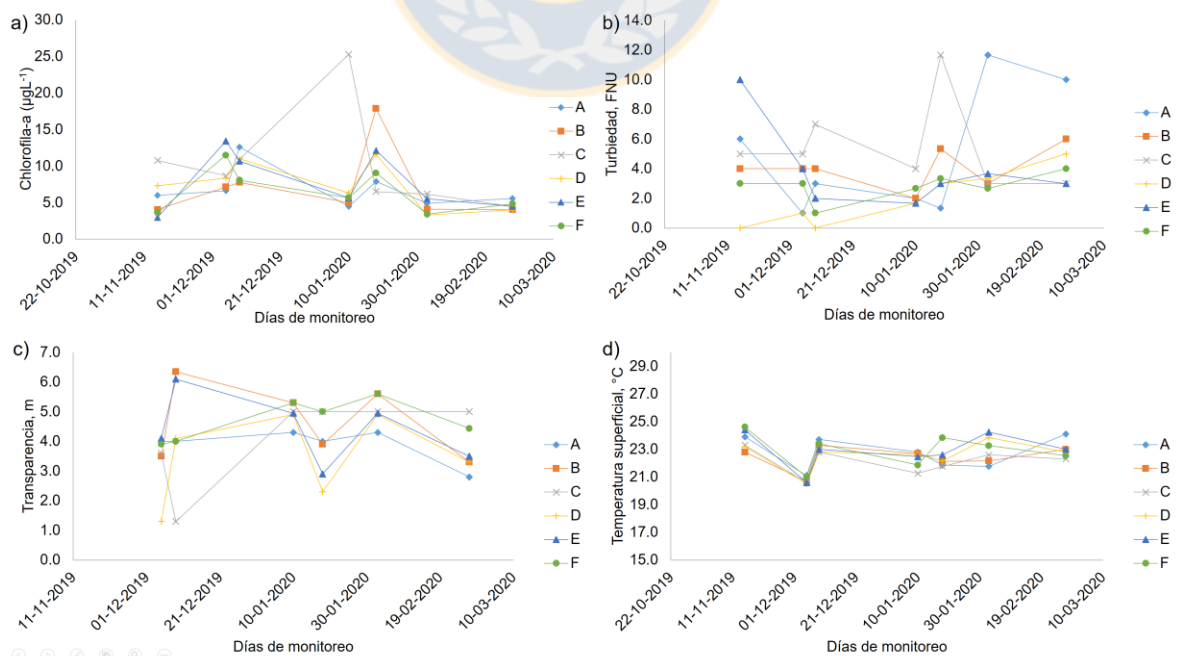 a)
Chlorofila-a (µgL⁻¹)
30.0
25.0
20.0
15.0
10.0
5.0
0.0
22-10-2019
11-11-2019
01-12-2019
21-12-2019
10-01-2020
30-01-2020
19-02-2020
10-03-2020
Días de monitoreo
A
B
C
D
E
F
b)
Turbiedad, FNU
14.0
12.0
10.0
8.0
6.0
4.0
2.0
0.0
22-10-2019
11-11-2019
01-12-2019
21-12-2019
10-01-2020
30-01-2020
19-02-2020
10-03-2020
Días de monitoreo
A
B
C
D
E
F
c)
Transparencia, m
7.0
6.0
5.0
4.0
3.0
2.0
1.0
0.0
11-11-2019
01-12-2019
21-12-2019
10-01-2020
30-01-2020
19-02-2020
10-03-2020
Días de monitoreo
A
B
C
D
E
F
d)
Temperatura superficial, °C
29.0
27.0
25.0
23.0
21.0
19.0
17.0
15.0
22-10-2019
11-11-2019
01-12-2019
21-12-2019
10-01-2020
30-01-2020
19-02-2020
10-03-2020
Días de monitoreo
A
B
C
D
E
F